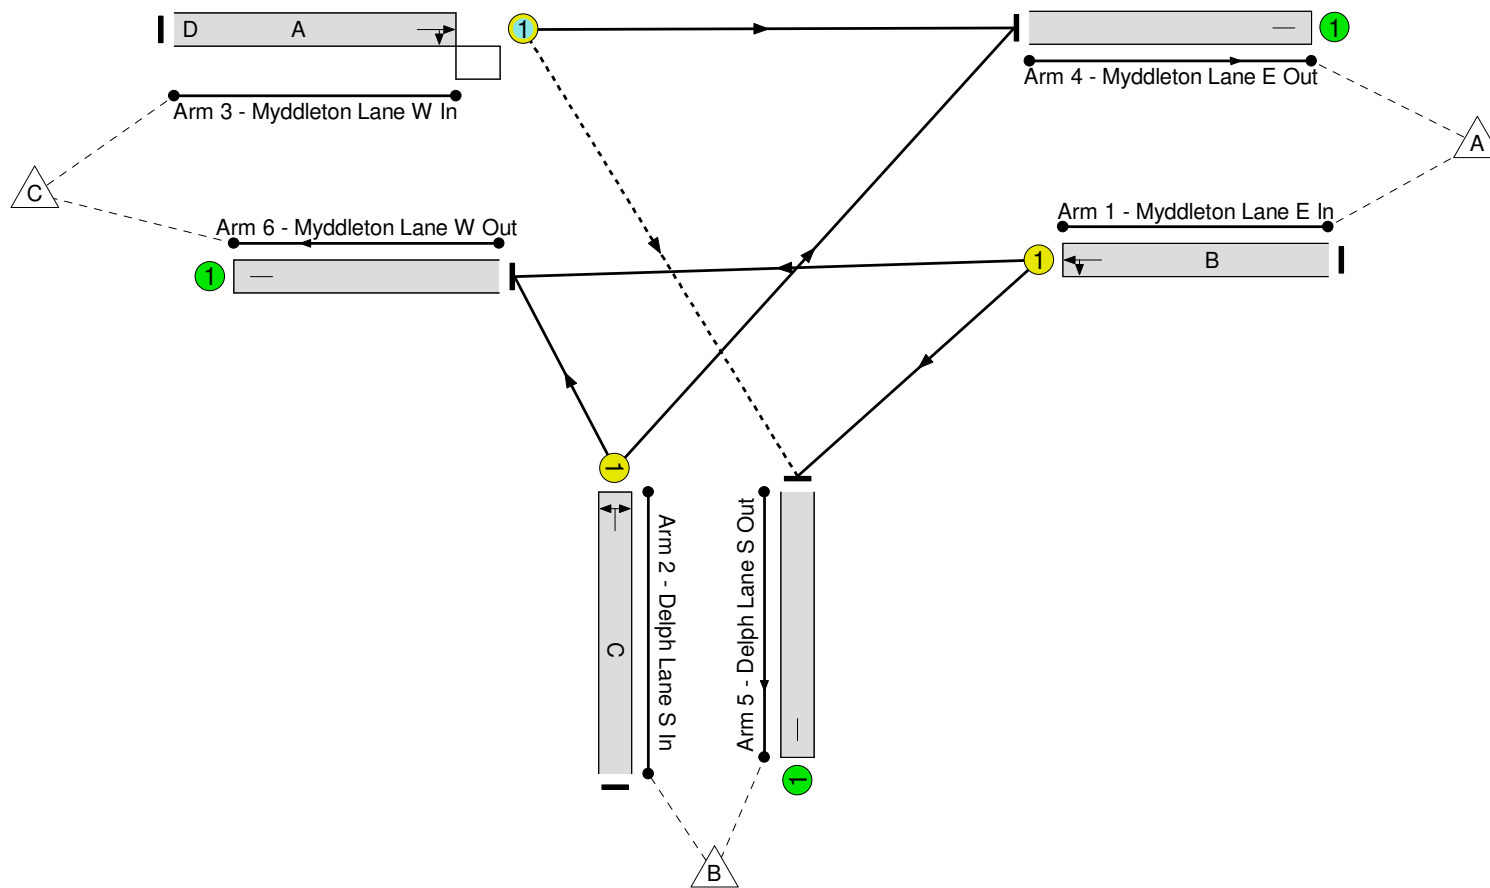 D A 1 1
Arm 4 - Myddleton Lane E Out
Arm 3 - Myddleton Lane W In
A
C
Arm 1 - Myddleton Lane E In
Arm 6 - Myddleton Lane W Out
1 1 B
1
Arm 2 - Delph Lane S In
Arm 5 - Delph Lane S Out
C
1
B